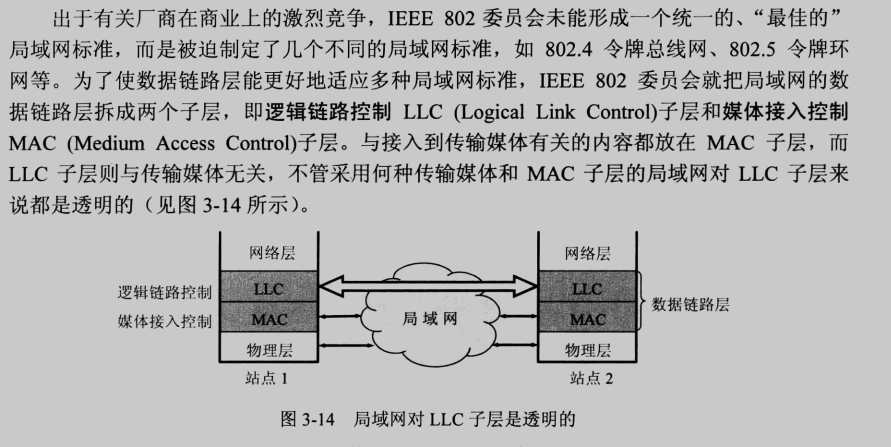 出于有关厂商在商业上的激烈竞争，IEEE 802 委员会未能形成一个统一的、“最佳的”
局域网标准，而是被迫制定了几个不同的局域网标准，如 802.4 令牌总线网、802.5 令牌环
网等。为了使数据链路层能更好地适应多种局域网标准，IEEE 802 委员会就把局域网的数
据链路层拆成两个子层，即逻辑链路控制 LLC (Logical Link Control)子层和媒体接入控制
MAC (Medium Access Control)子层。与接入到传输媒体有关的内容都放在 MAC 子层，而
LLC 子层则与传输媒体无关，不管采用何种传输媒体和 MAC 子层的局域网对 LLC 子层来
说都是透明的（见图 3-14 所示）。
网络层
网络层
逻辑链路控制
LLC
LLC
数据链路层
媒体接入控制
MAC
局域网
MAC
物理层
物理层
站点 1
站点 2
图 3-14 局域网对 LLC 子层是透明的